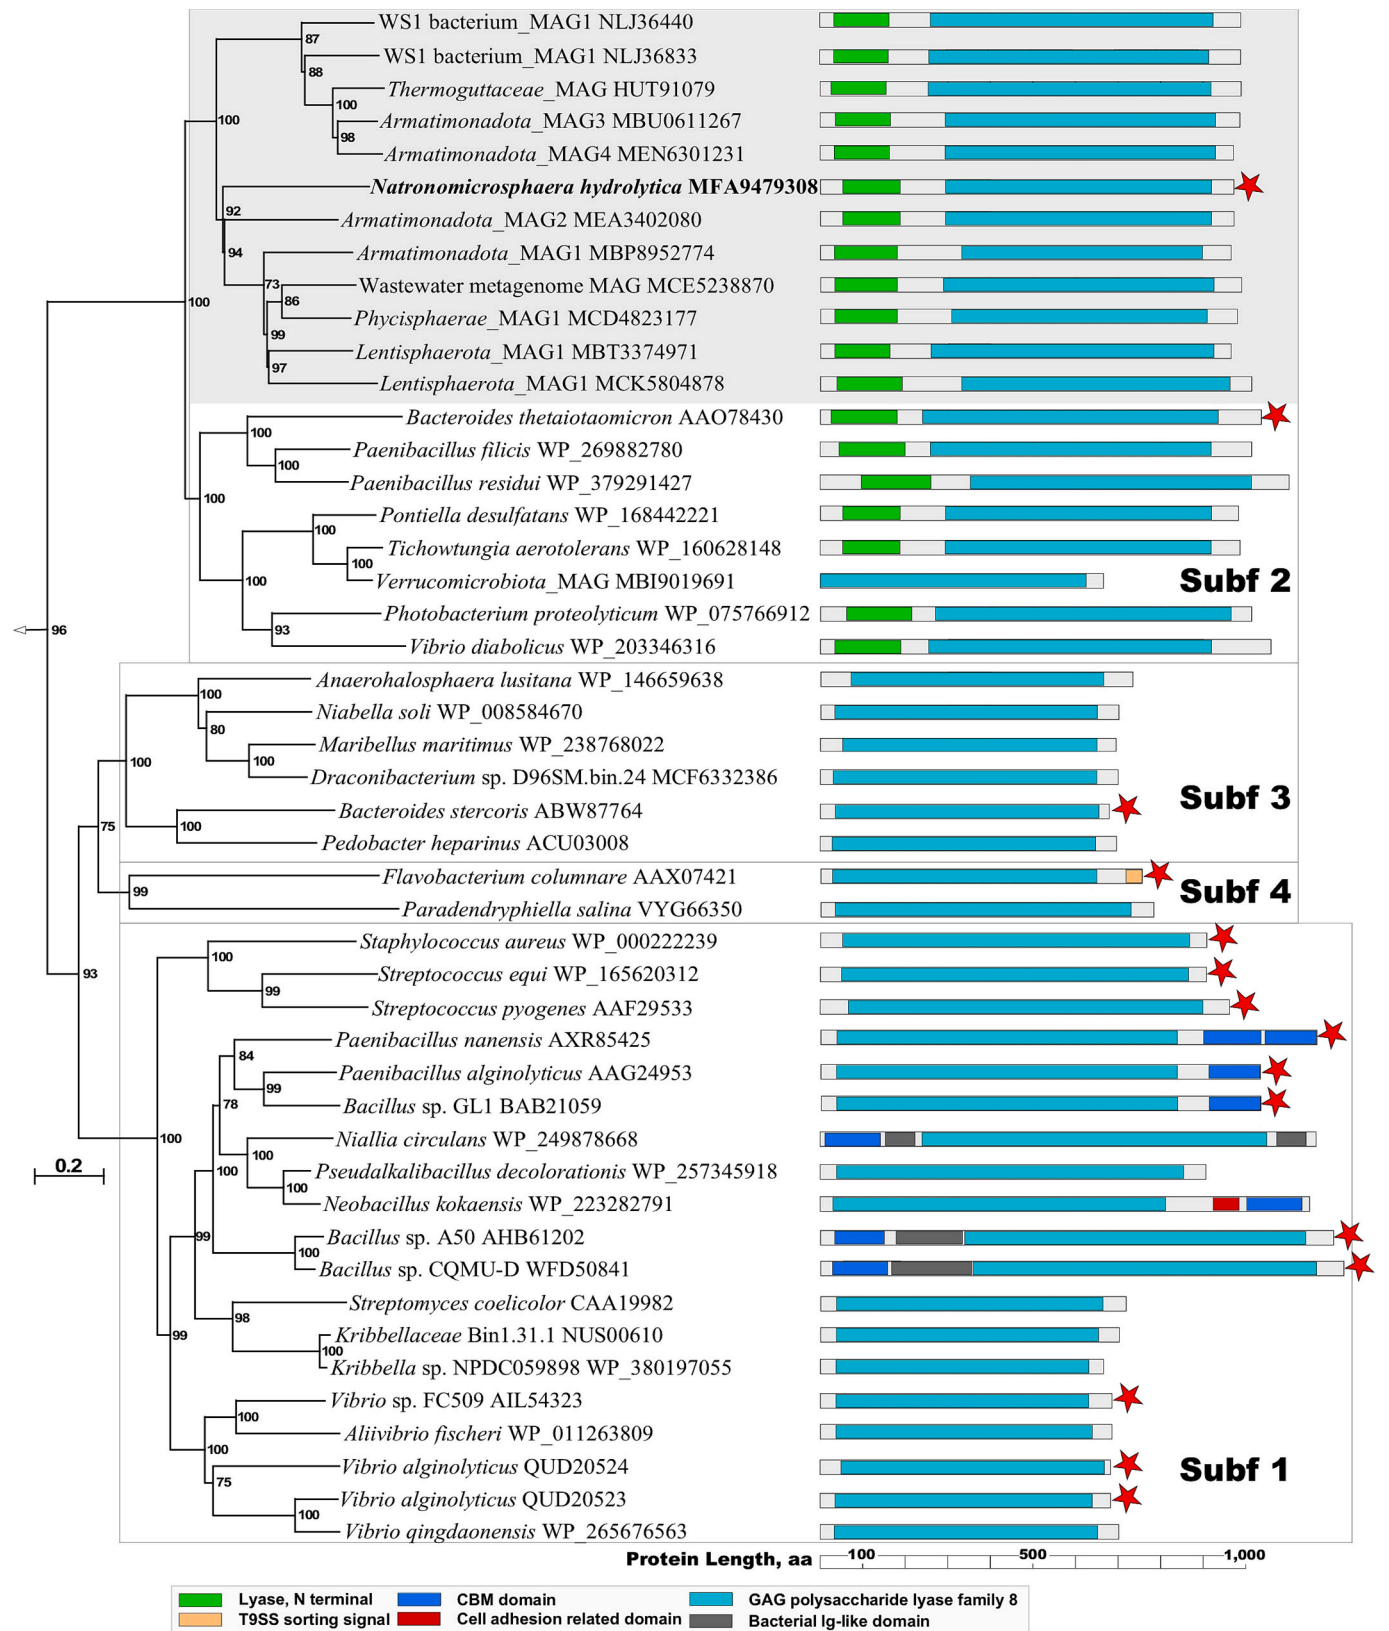 WS1 bacterium_MAG1 NLJ36440
87
WS1 bacterium_MAG1 NLJ36833
88
Thermoguttaceae_MAG HUT91079
100
100
Armatimonadota_MAG3 MBU0611267
98
Armatimonadota_MAG4 MEN6301231
Natronomicrosphaera hydrolytica MFA9479308
92
Armatimonadota_MAG2 MEA3402080
94
Armatimonadota_MAG1 MBP8952774
73
Wastewater metagenome MAG MCE5238870
100
86
Phycisphaerae_MAG1 MCD4823177
99
Lentisphaerota_MAG1 MBT3374971
97
Lentisphaerota_MAG1 MCK5804878
Bacteroides thetaiotaomicron AAO78430
100
Paenibacillus filicis WP_269882780
100
Paenibacillus residui WP_379291427
100
Pontiella desulfatans WP_168442221
100
Tichowtungia aerotolerans WP_160628148
100
100
Verrucomicrobiota_MAG MBI9019691
Subf 2
Photobacterium proteolyticum WP_075766912
96
93
Vibrio diabolicus WP_203346316
Anaerohalosphaera lusitana WP_146659638
100
Niabella soli WP_008584670
80
Maribellus maritimus WP_238768022
100
100
Draconibacterium sp. D96SM.bin.24 MCF6332386
Subf 3
Bacteroides stercoris ABW87764
75
100
Pedobacter heparinus ACU03008
Flavobacterium columnare AAX07421
99
Subf 4
Paradendryphiella salina VYG66350
Staphylococcus aureus WP_000222239
100
Streptococcus equi WP_165620312
93
99
Streptococcus pyogenes AAF29533
Paenibacillus nanensis AXR85425
84
Paenibacillus alginolyticus AAG24953
99
78
Bacillus sp. GL1 BAB21059
Niallia circulans WP_249878668
100
100
100
Pseudalkalibacillus decolorationis WP_257345918
0.2
100
Neobacillus kokaensis WP_223282791
99
Bacillus sp. A50 AHB61202
100
Bacillus sp. CQMU-D WFD50841
Streptomyces coelicolor CAA19982
98
99
Kribbellaceae Bin1.31.1 NUS00610
100
Kribbella sp. NPDC059898 WP_380197055
Vibrio sp. FC509 AIL54323
100
Aliivibrio fischeri WP_011263809
100
Vibrio alginolyticus QUD20524
Subf 1
75
Vibrio alginolyticus QUD20523
100
Vibrio qingdaonensis WP_265676563
Protein Length, aa 100 500 1,000
Lyase, N terminal CBM domain GAG polysaccharide lyase family 8
T9SS sorting signal Cell adhesion related domain Bacterial Ig-like domain